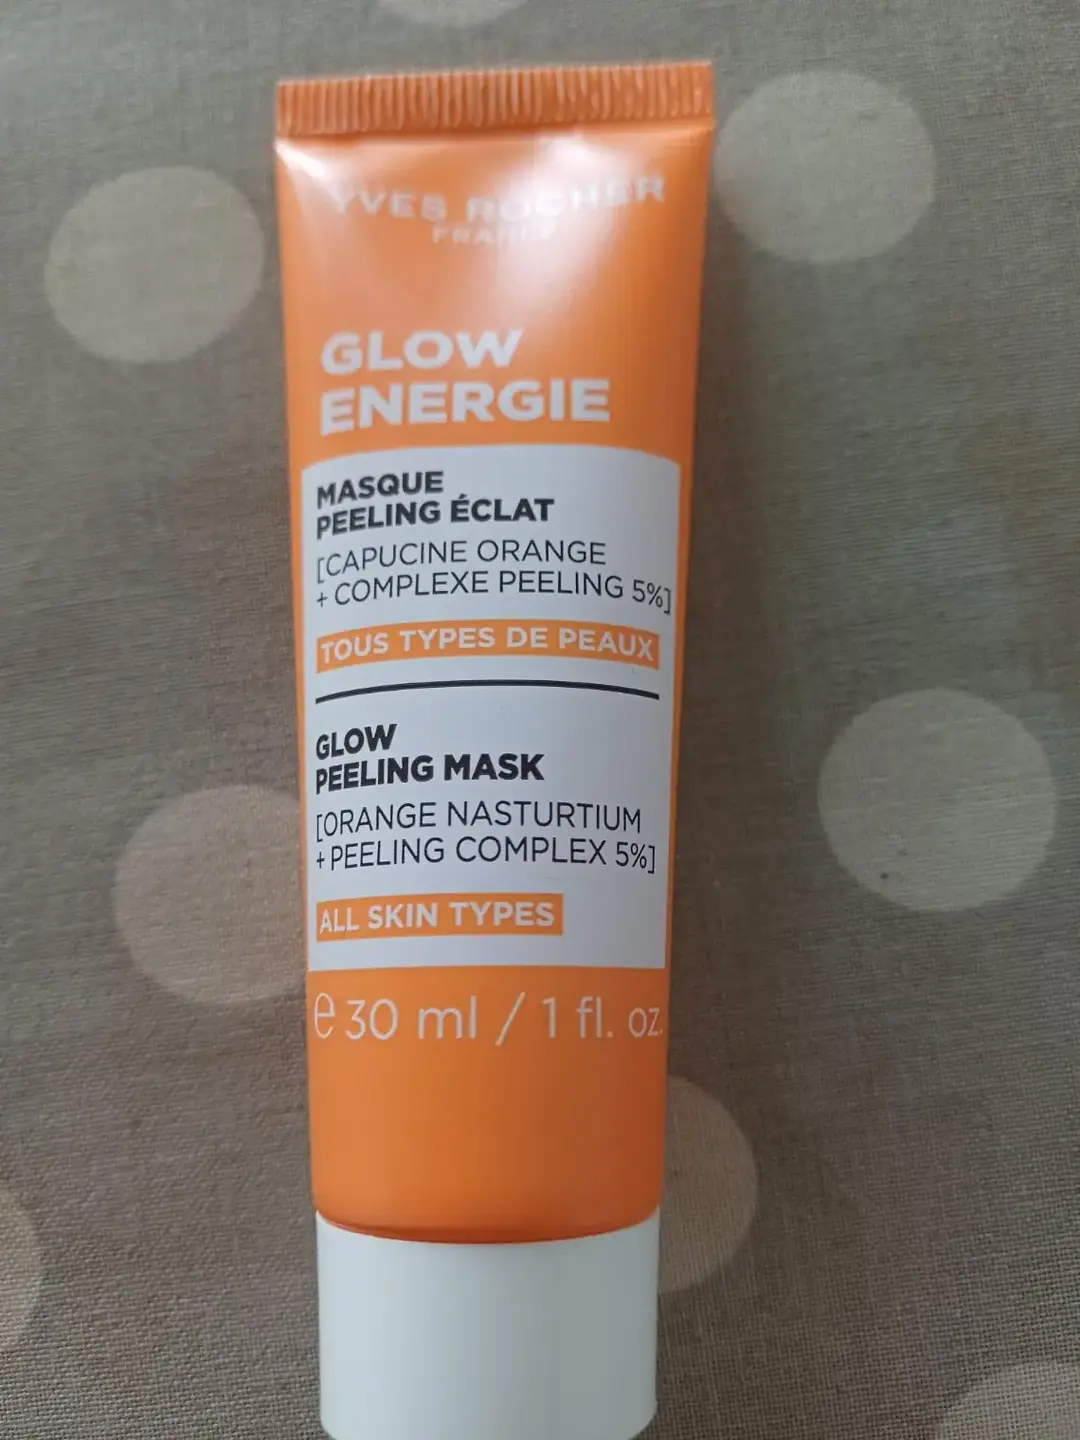 YVES ROCHER
FRANCE
GLOW
ENERGIE
MASQUE
PEELING ÉCLAT
[CAPUCINE ORANGE
+ COMPLEXE PEELING 5%]
TOUS TYPES DE PEAUX
GLOW
PEELING MASK
[ORANGE NASTURTIUM
+ PEELING COMPLEX 5%]
ALL SKIN TYPES
℮ 30 ml / 1 fl. oz.